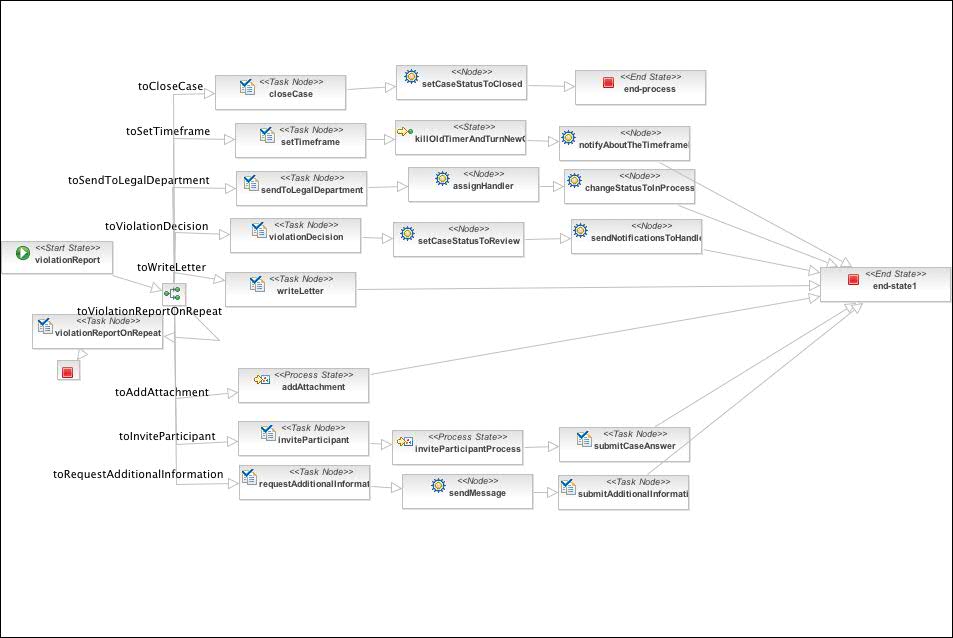 toCloseCase
<<Task Node>>
closeCase
<<Node>>
setCaseStatusToClosed
<<End State>>
end-process
toSetTimeframe
<<Task Node>>
setTimeframe
<<State>>
killOldTimerAndTurnNew
<<Node>>
notifyAboutTheTimeframe
toSendToLegalDepartment
<<Task Node>>
sendToLegalDepartment
<<Node>>
assignHandler
<<Node>>
changeStatusToInProcess
toViolationDecision
<<Task Node>>
violationDecision
<<Node>>
setCaseStatusToReview
<<Node>>
sendNotificationsToHandle
<<Start State>>
violationReport
toWriteLetter
<<Task Node>>
writeLetter
<<End State>>
end-state1
toViolationReportOnRepeat
<<Task Node>>
violationReportOnRepeat
toAddAttachment
<<Process State>>
addAttachment
toInviteParticipant
<<Task Node>>
inviteParticipant
<<Process State>>
inviteParticipantProcess
<<Task Node>>
submitCaseAnswer
toRequestAdditionalInformation
<<Task Node>>
requestAdditionalInformat
<<Node>>
sendMessage
<<Task Node>>
submitAdditionalInformati